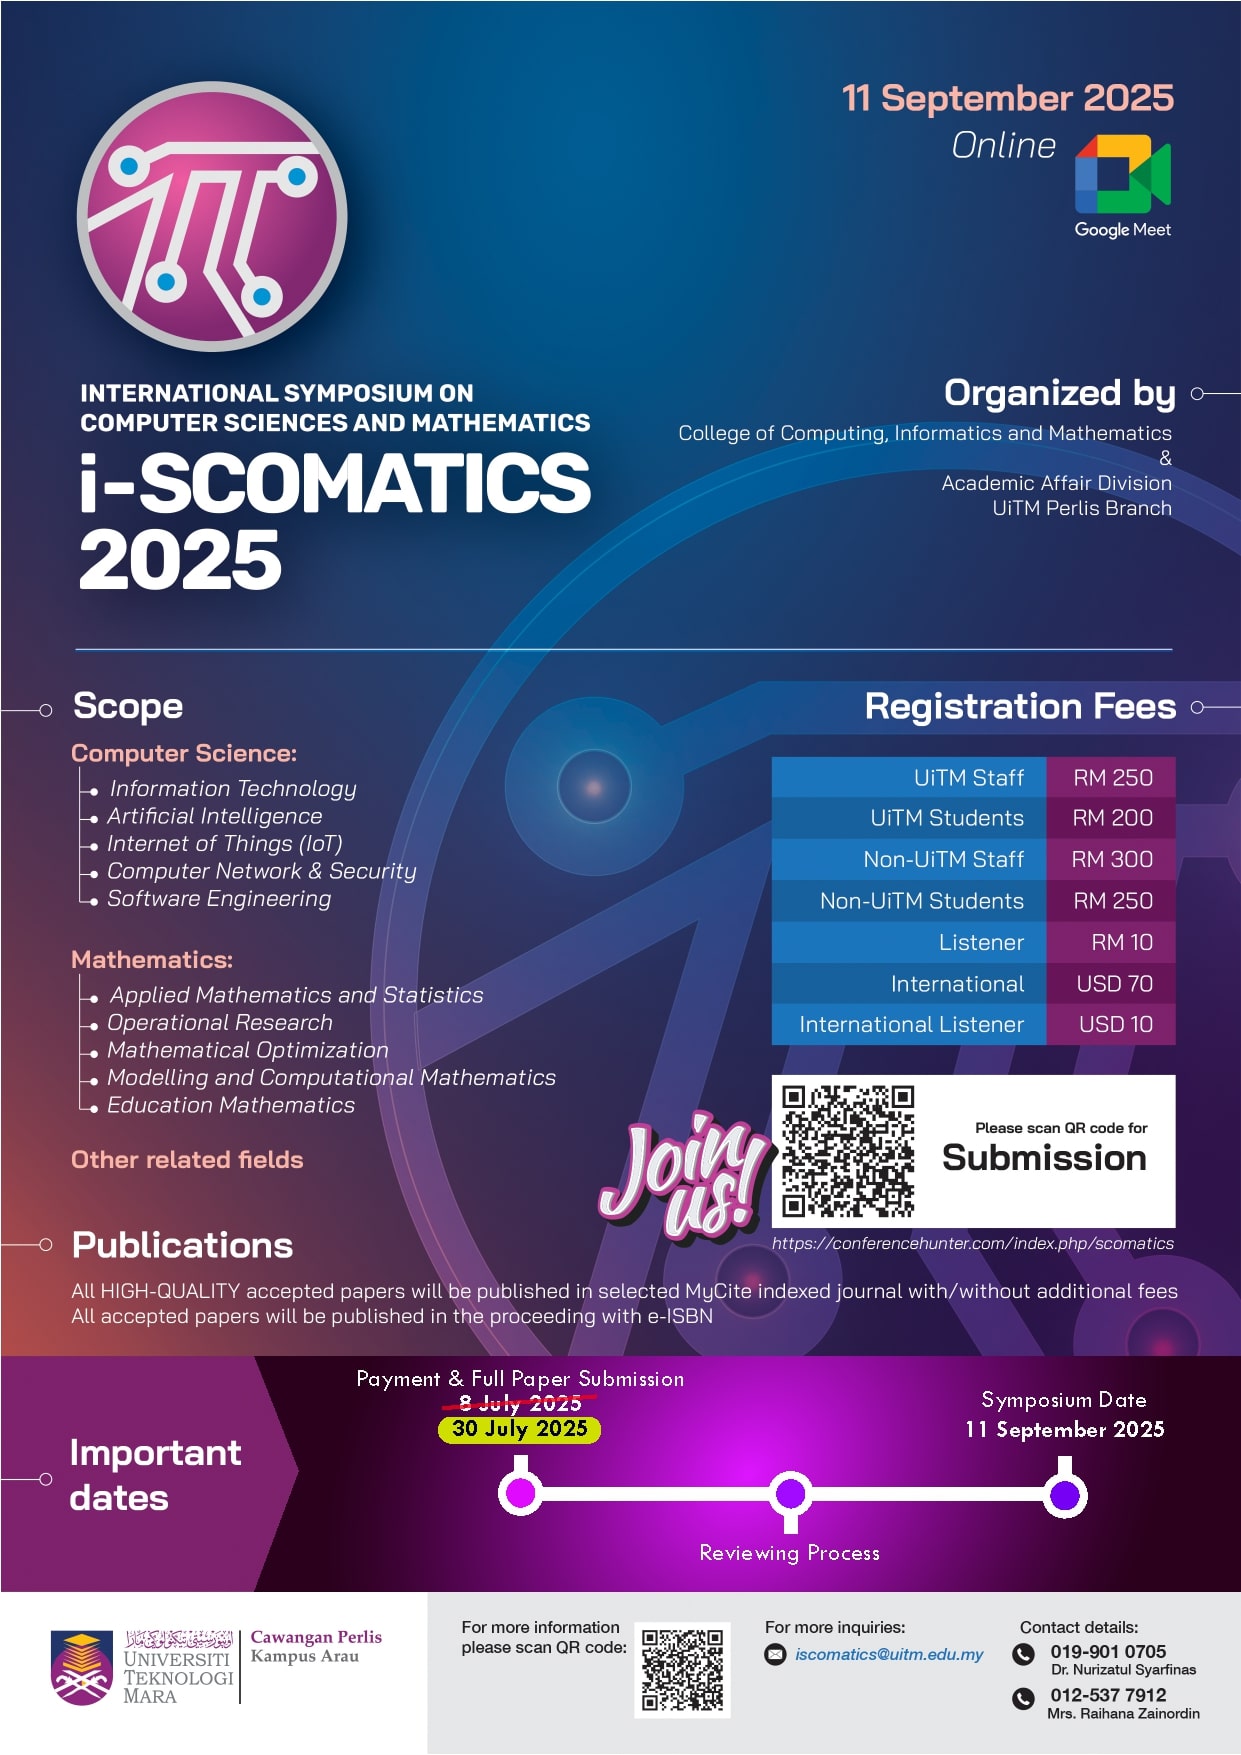 11 September 2025
Online
Google Meet
INTERNATIONAL SYMPOSIUM ON
COMPUTER SCIENCES AND MATHEMATICS
i-SCOMATICS
2025
Organized by
College of Computing, Informatics and Mathematics
&
Academic Affair Division
UiTM Perlis Branch
Scope
Computer Science:
Information Technology
Artificial Intelligence
Internet of Things (IoT)
Computer Network & Security
Software Engineering
Mathematics:
Applied Mathematics and Statistics
Operational Research
Mathematical Optimization
Modelling and Computational Mathematics
Education Mathematics
Other related fields
Registration Fees
UiTM Staff RM 250
UiTM Students RM 200
Non-UiTM Staff RM 300
Non-UiTM Students RM 250
Listener RM 10
International USD 70
International Listener USD 10
Join
us!
Please scan QR code for
Submission
https://conferencehunter.com/index.php/scomatics
Publications
All HIGH-QUALITY accepted papers will be published in selected MyCite indexed journal with/without additional fees
All accepted papers will be published in the proceeding with e-ISBN
Important
dates
Payment & Full Paper Submission
8 July 2025
30 July 2025
Reviewing Process
Symposium Date
11 September 2025
UNIVERSITI
TEKNOLOGI
MARA
Cawangan Perlis
Kampus Arau
For more information
please scan QR code:
For more inquiries:
iscomatics@uitm.edu.my
Contact details:
019-901 0705
Dr. Nurizatul Syarfinas
012-537 7912
Mrs. Raihana Zainordin